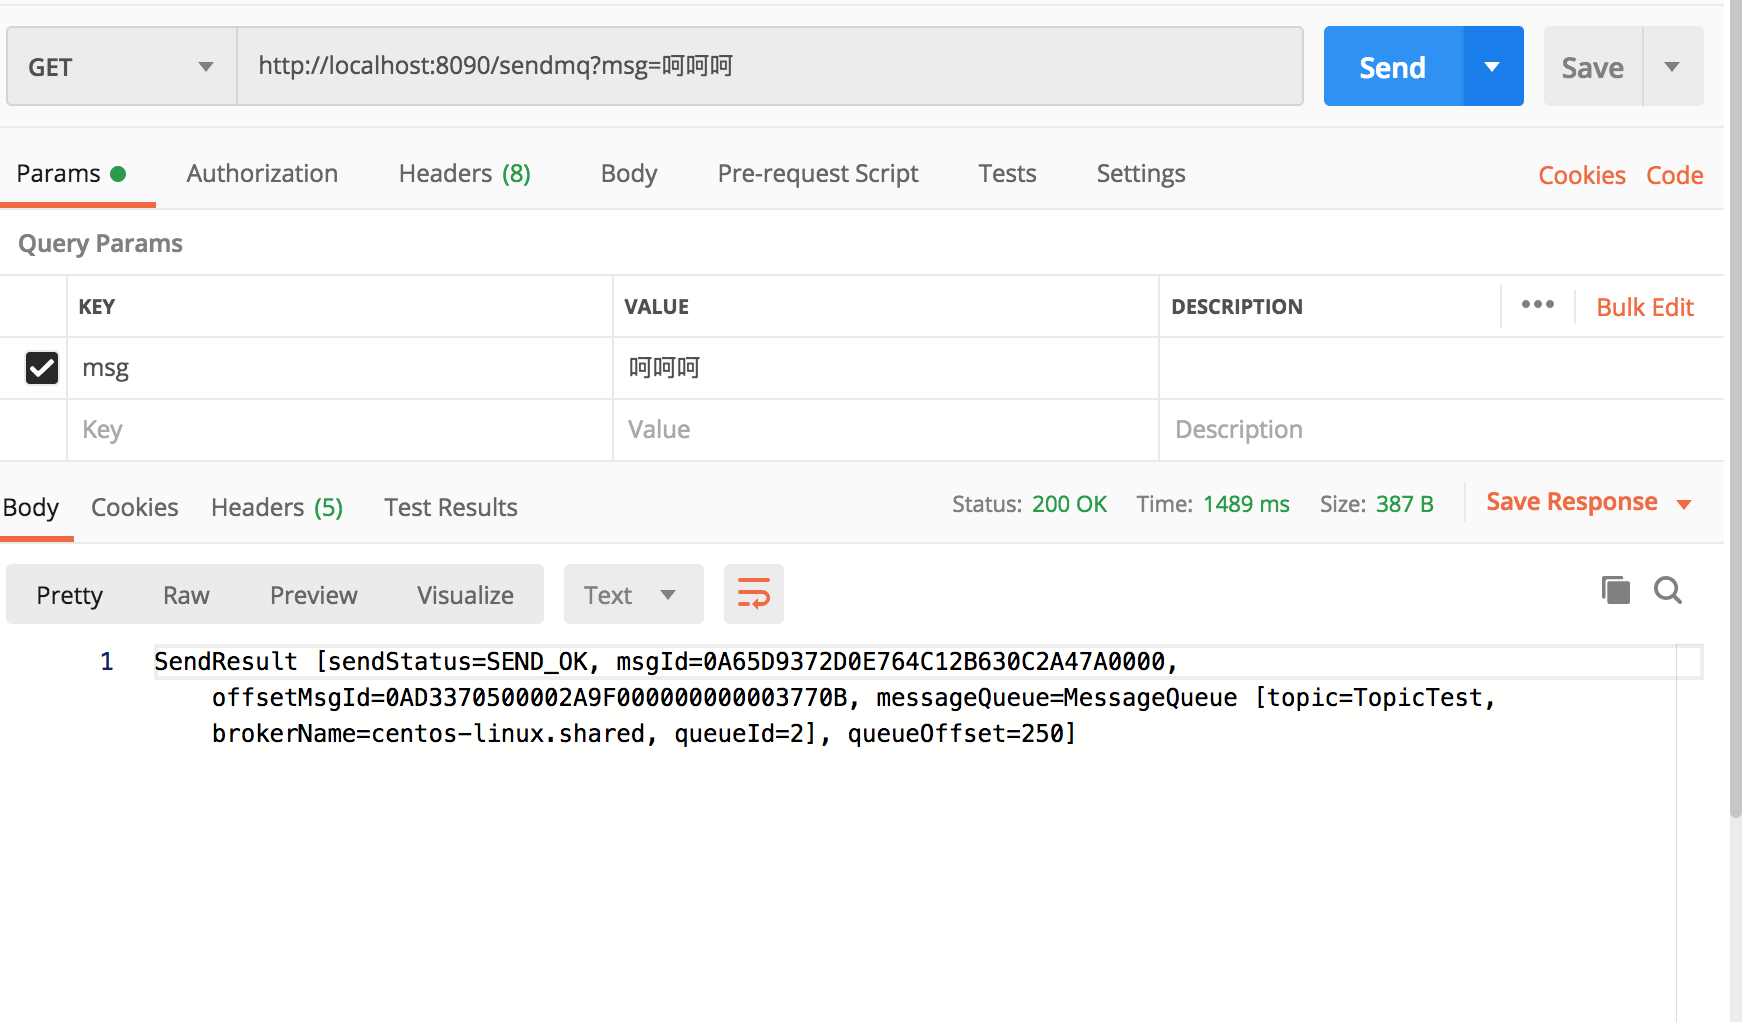 GET http://localhost:8090/sendmq?msg=呵呵呵 Send Save
Params Authorization Headers (8) Body Pre-request Script Tests Settings Cookies Code
Query Params
KEY VALUE DESCRIPTION ••• Bulk Edit
msg 呵呵呵
Key Value Description
Body Cookies Headers (5) Test Results Status: 200 OK Time: 1489 ms Size: 387 B Save Response
Pretty Raw Preview Visualize Text
1 SendResult [sendStatus=SEND_OK, msgId=0A65D9372D0E764C12B630C2A47A0000,
offsetMsgId=0AD3370500002A9F000000000003770B, messageQueue=MessageQueue [topic=TopicTest,
brokerName=centos-linux.shared, queueId=2], queueOffset=250]